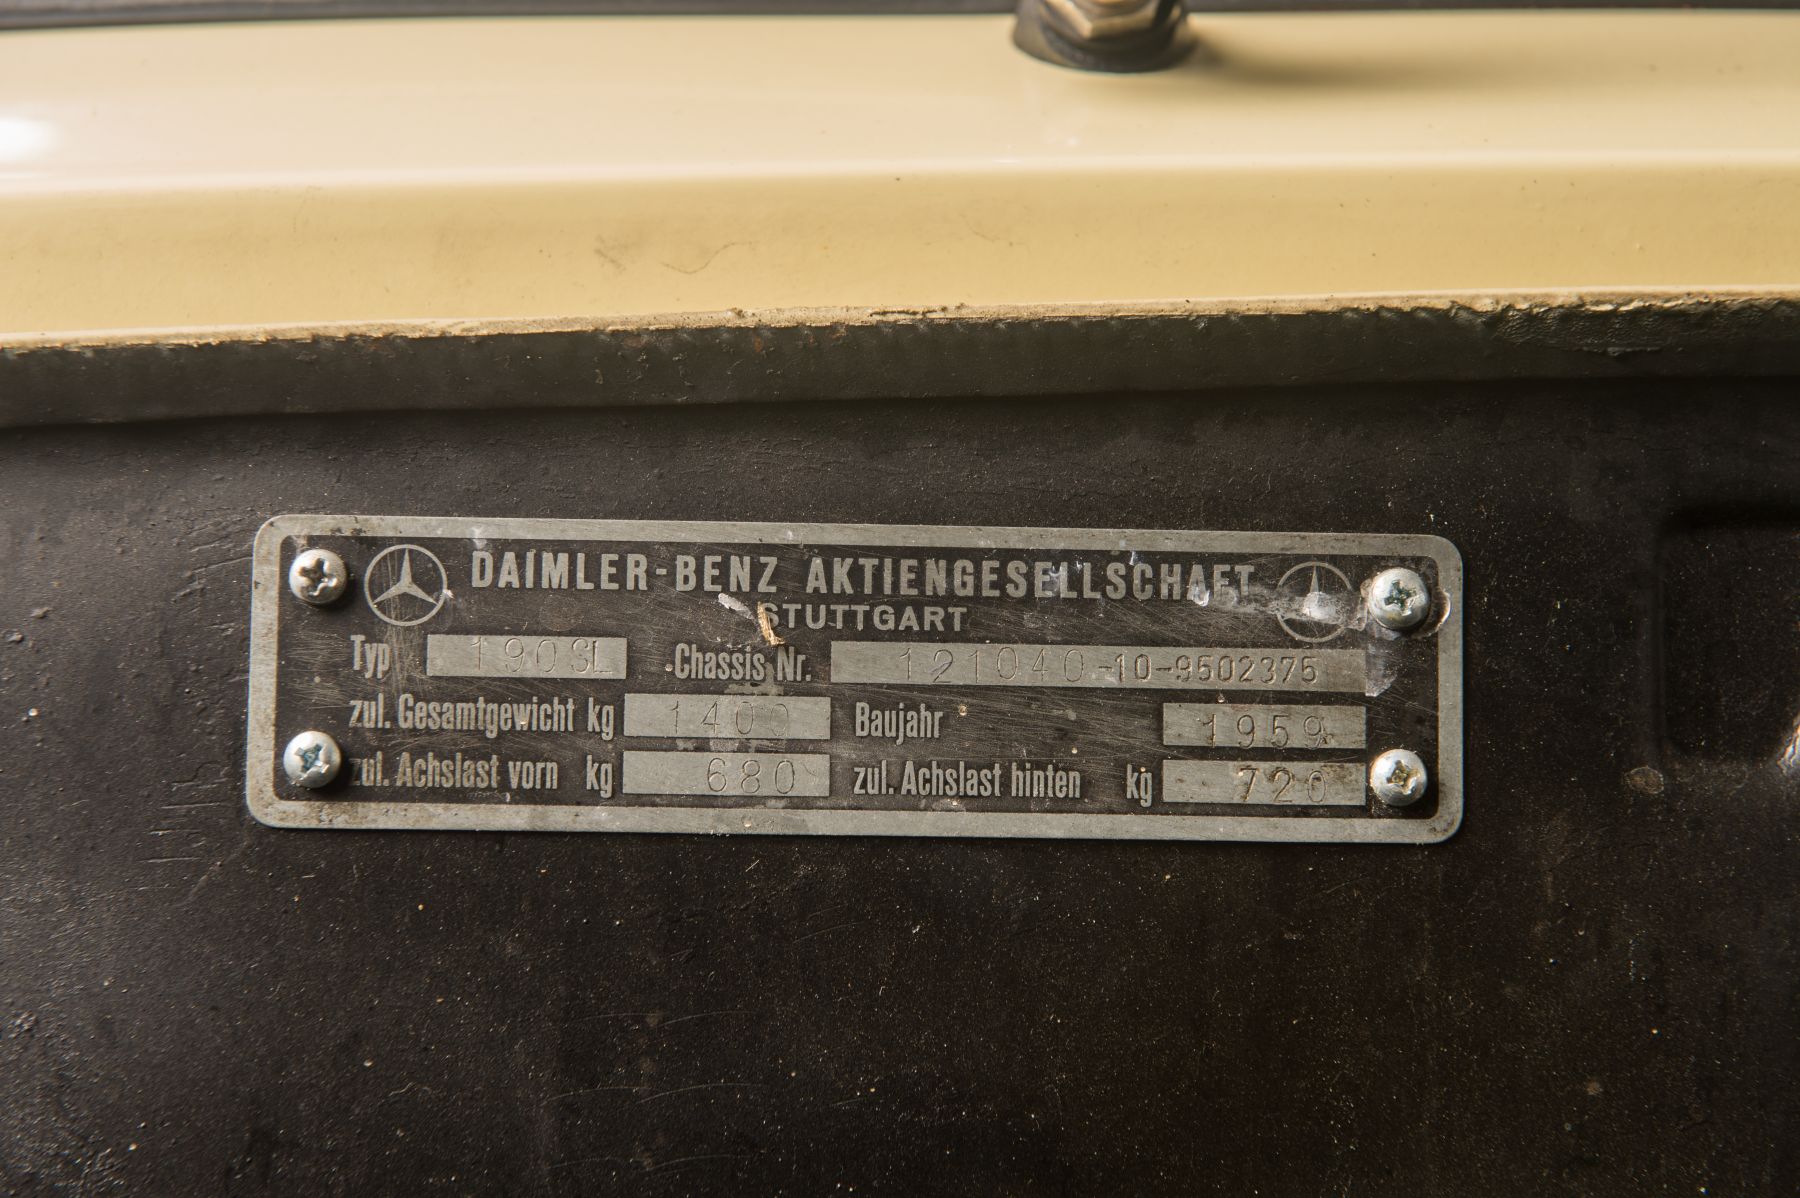 DAIMLER-BENZ AKTIENGESELLSCHAFT
STUTTGART
Typ 190SL Chassis Nr. 121040-10-9502375
zul. Gesamtgewicht kg 1400 Baujahr 1959
zul. Achslast vorn kg 680 zul. Achslast hinten kg 720